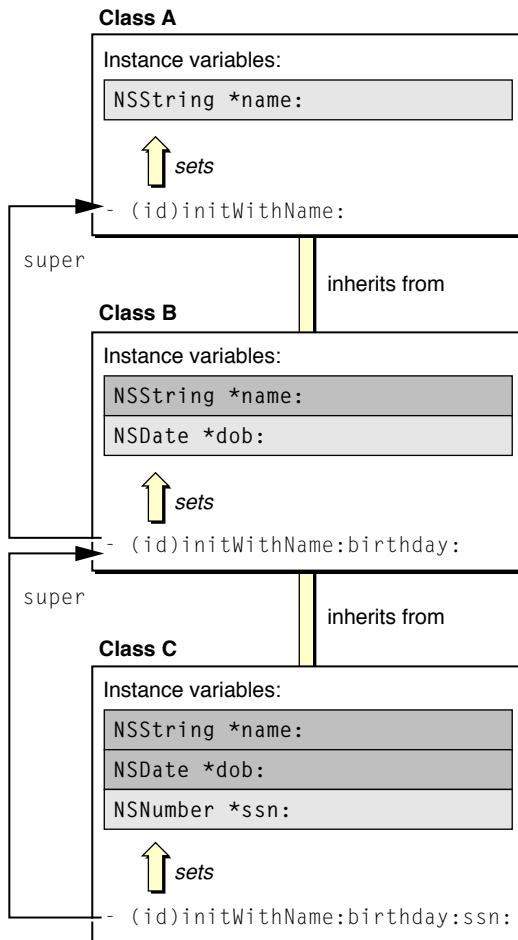 Class A
Instance variables:
NSString *name:
sets
- (id)initWithName:
super
inherits from
Class B
Instance variables:
NSString *name:
NSDate *dob:
sets
- (id)initWithName:birthday:
super
inherits from
Class C
Instance variables:
NSString *name:
NSDate *dob:
NSNumber *ssn:
sets
- (id)initWithName:birthday:ssn: